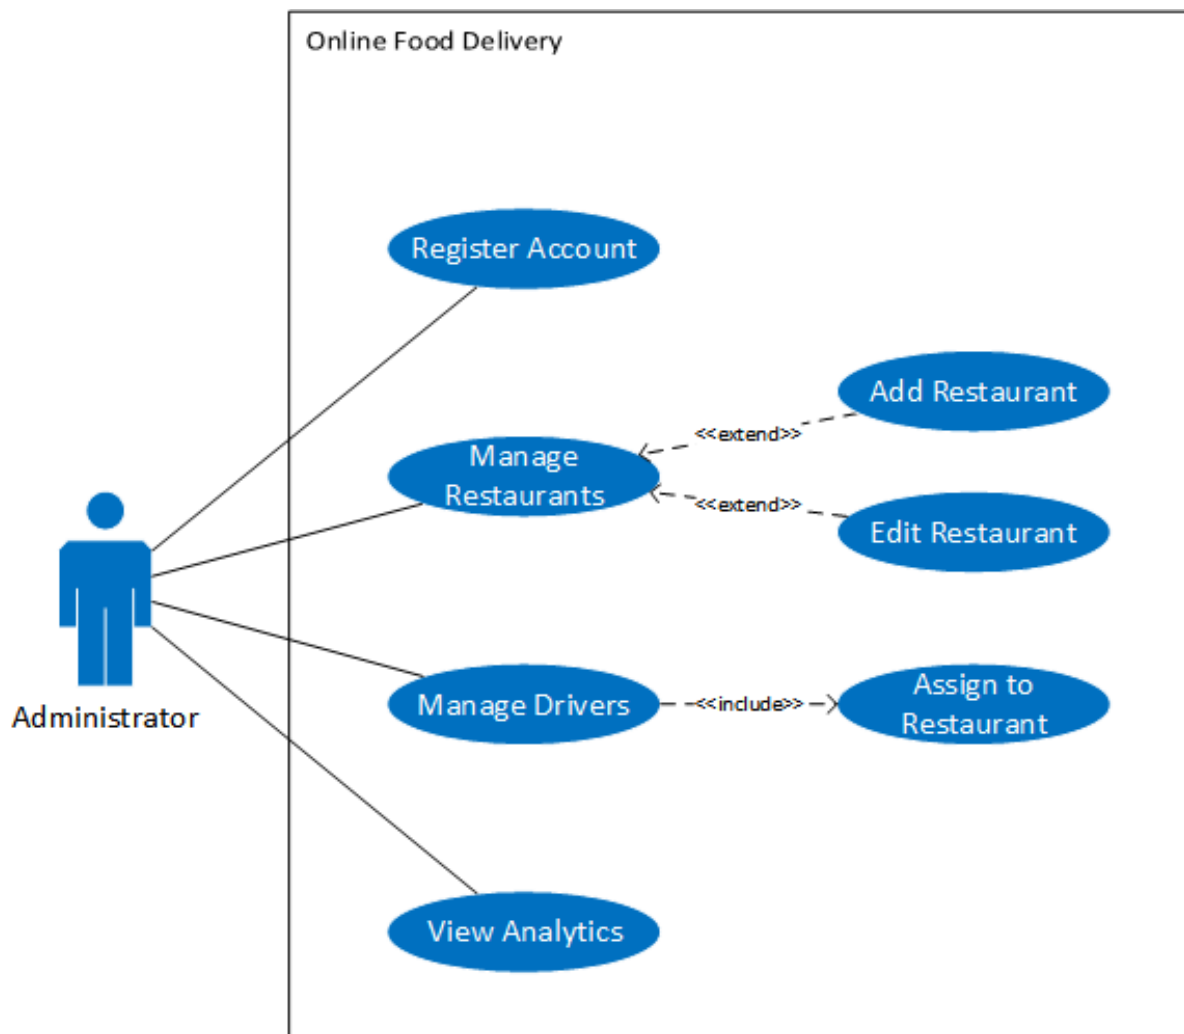 Online Food Delivery
Register Account
Add Restaurant
<<extend>>
Manage
Restaurants
<<extend>>
Edit Restaurant
Administrator
Manage Drivers
<<include>>
Assign to
Restaurant
View Analytics